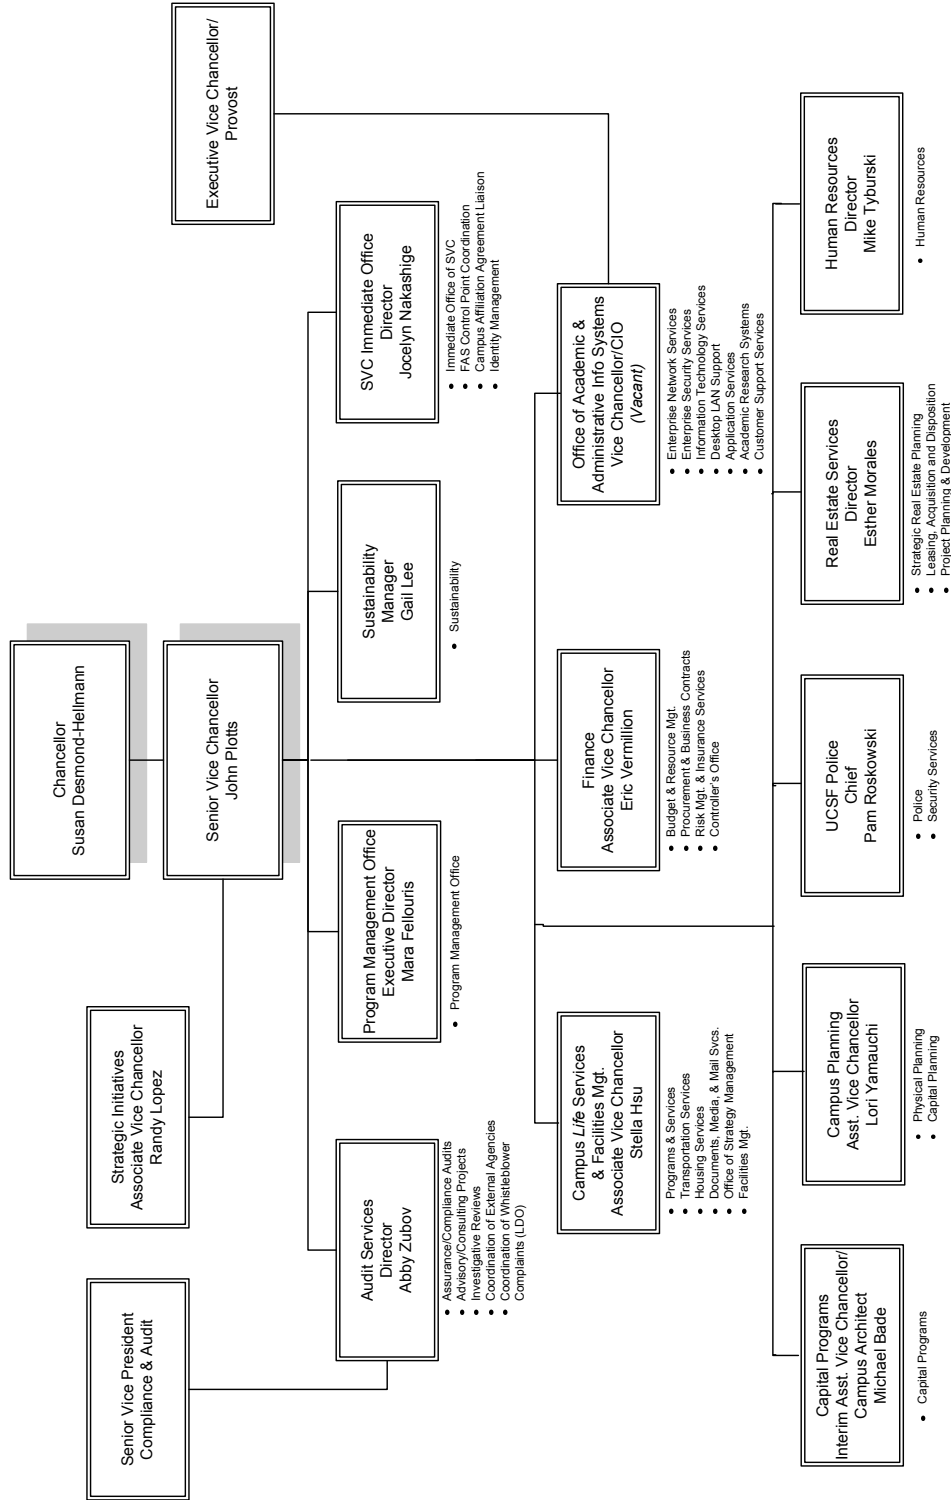 Chancellor
Susan Desmond-Hellmann
Senior Vice Chancellor
John Plotts
Senior Vice President
Compliance & Audit
Strategic Initiatives
Associate Vice Chancellor
Randy Lopez
Executive Vice Chancellor/
Provost
Audit Services
Director
Abby Zubov
• Assurance/Compliance Audits
• Advisory/Consulting Projects
• Investigative Reviews
• Coordination of External Agencies
• Coordination of Whistleblower
Complaints (LDO)
Program Management Office
Executive Director
Mara Fellouris
• Program Management Office
Sustainability
Manager
Gail Lee
• Sustainability
SVC Immediate Office
Director
Jocelyn Nakashige
• Immediate Office of SVC
• FAS Control Point Coordination
• Campus Affiliation Agreement Liaison
• Identity Management
Campus Life Services
& Facilities Mgt.
Associate Vice Chancellor
Stella Hsu
• Programs & Services
• Transportation Services
• Housing Services
• Documents, Media, & Mail Svcs.
• Office of Strategy Management
• Facilities Mgt.
Finance
Associate Vice Chancellor
Eric Vermillion
• Budget & Resource Mgt.
• Procurement & Business Contracts
• Risk Mgt. & Insurance Services
• Controller's Office
Office of Academic &
Administrative Info Systems
Vice Chancellor/CIO
(Vacant)
• Enterprise Network Services
• Enterprise Security Services
• Information Technology Services
• Desktop LAN Support
• Application Services
• Academic Research Systems
• Customer Support Services
Capital Programs
Interim Asst. Vice Chancellor/
Campus Architect
Michael Bade
• Capital Programs
Campus Planning
Asst. Vice Chancellor
Lori Yamauchi
• Physical Planning
• Capital Planning
UCSF Police
Chief
Pam Roskowski
• Police
• Security Services
Real Estate Services
Director
Esther Morales
• Strategic Real Estate Planning
• Leasing, Acquisition and Disposition
• Project Planning & Development
Human Resources
Director
Mike Tyburski
• Human Resources